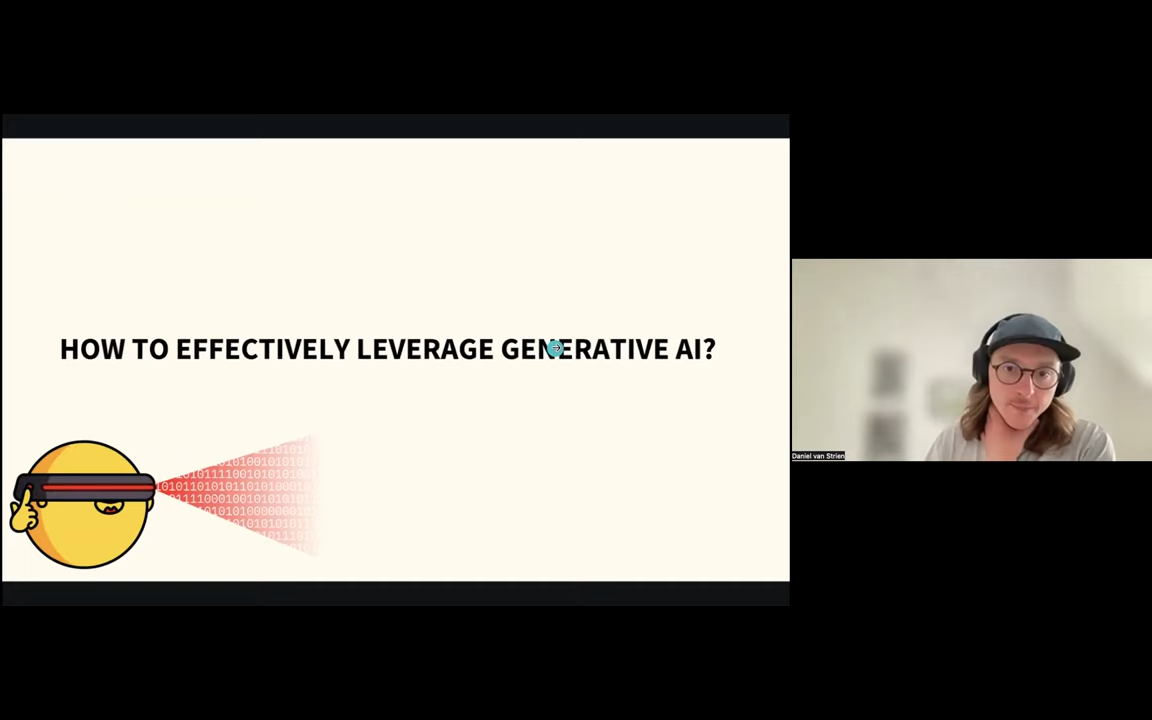 HOW TO EFFECTIVELY LEVERAGE GENERATIVE AI?
Daniel van Strien